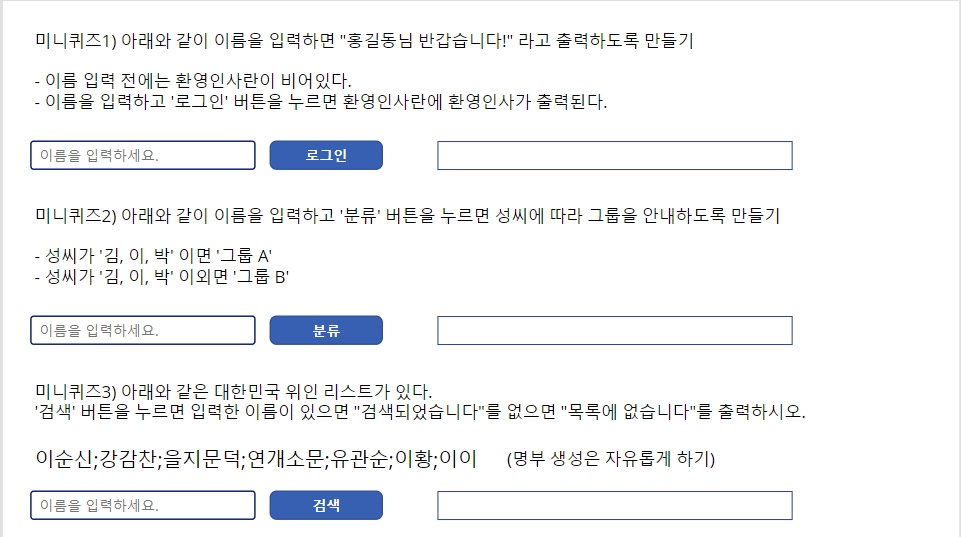 미니퀴즈1) 아래와 같이 이름을 입력하면 "홍길동님 반갑습니다!" 라고 출력하도록 만들기
- 이름 입력 전에는 환영인사란이 비어있다.
- 이름을 입력하고 '로그인' 버튼을 누르면 환영인사란에 환영인사가 출력된다.
이름을 입력하세요. 로그인
미니퀴즈2) 아래와 같이 이름을 입력하고 '분류' 버튼을 누르면 성씨에 따라 그룹을 안내하도록 만들기
- 성씨가 '김, 이, 박' 이면 '그룹 A'
- 성씨가 '김, 이, 박' 이외면 '그룹 B'
이름을 입력하세요. 분류
미니퀴즈3) 아래와 같은 대한민국 위인 리스트가 있다.
'검색' 버튼을 누르면 입력한 이름이 있으면 "검색되었습니다"를 없으면 "목록에 없습니다"를 출력하시오.
이순신;강감찬;을지문덕;연개소문;유관순;이황;이이 (명부 생성은 자유롭게 하기)
이름을 입력하세요. 검색